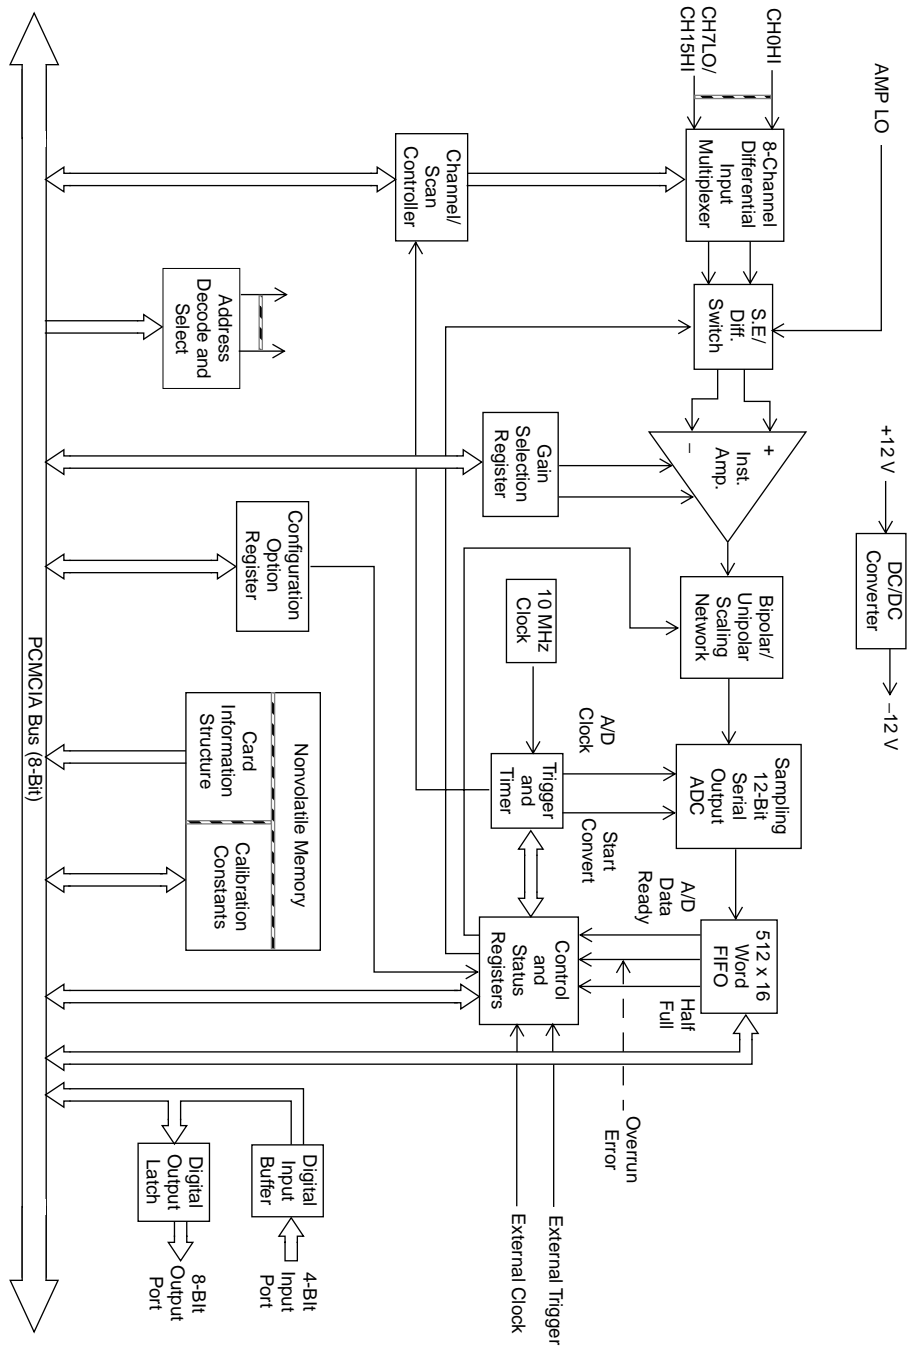 AMP LO
CH0HI
CH7LO/
CH15HI
8-Channel
Differential
Input
Multiplexer
S.E/
Diff.
Switch
+
−
Inst.
Amp.
+12 V
DC/DC
Converter
−12 V
Bipolar/
Unipolar
Scaling
Network
Sampling
12-Bit
Serial
Output
ADC
512 x 16
Word
FIFO
Channel/
Scan
Controller
Gain
Selection
Register
10 MHz
Clock
A/D
Clock
Trigger
and
Timer
Start
Convert
A/D
Data
Ready
Half
Full
Overrun
Error
Control
and
Status
Registers
External Trigger
External Clock
Address
Decode and
Select
Configuration
Option
Register
Nonvolatile Memory
Card
Information
Structure
Calibration
Constants
Digital
Input
Buffer
4-BIt
Input
Port
Digital
Output
Latch
8-BIt
Output
Port
PCMCIA Bus (8-Bit)